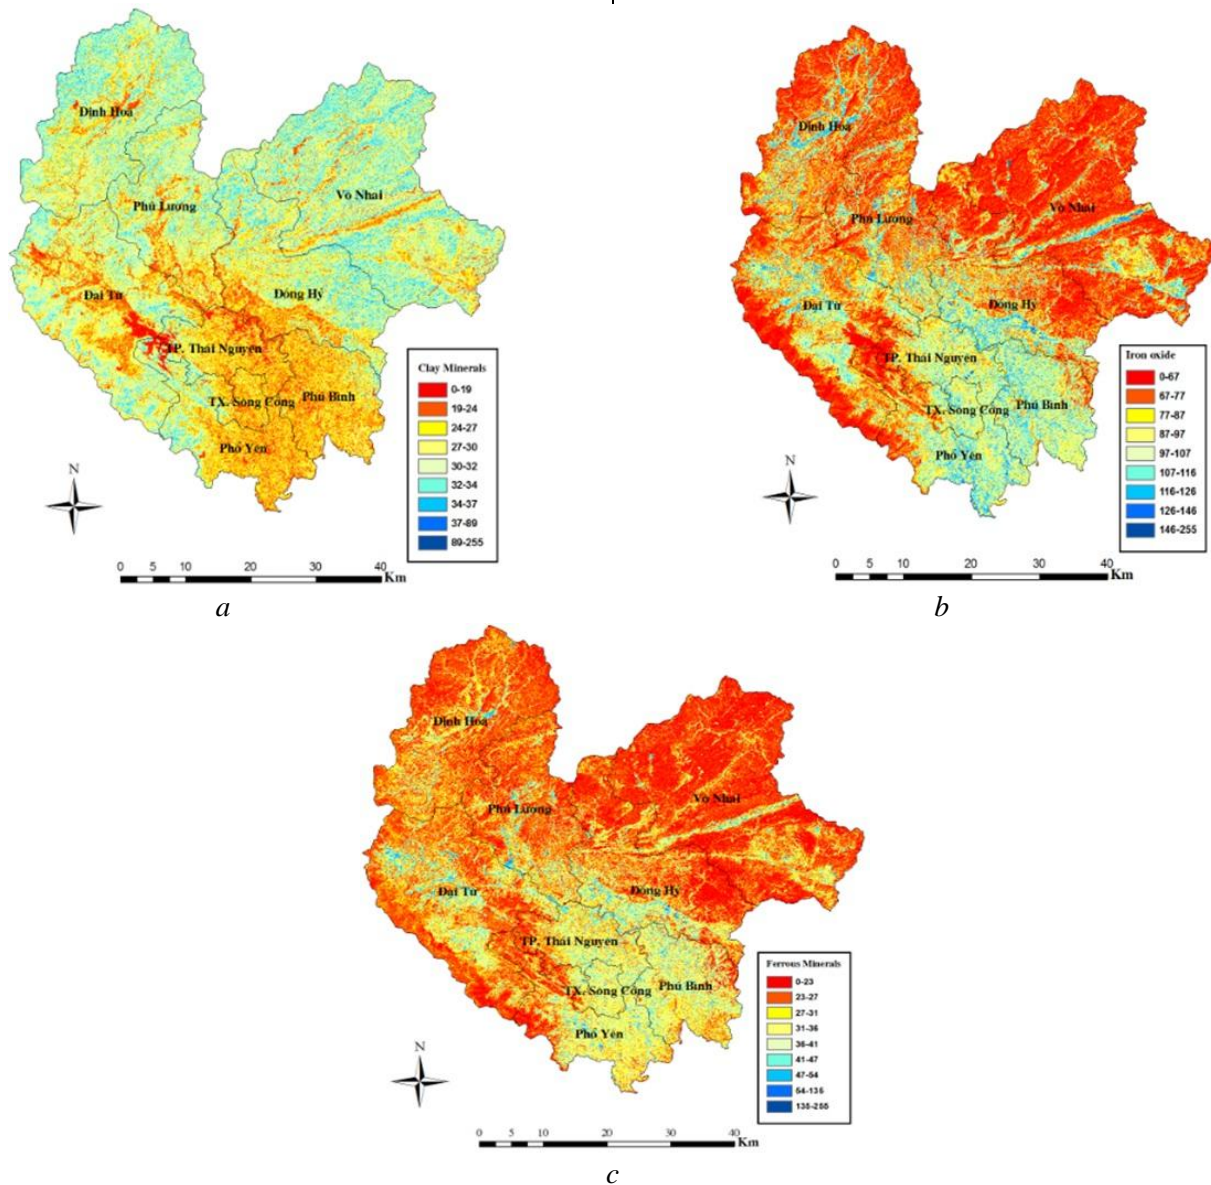 Định Hoá
Võ Nhai
Phú Lương
Đại Từ
Đồng Hỷ
TP. Thái Nguyên
TX. Sông Công
Phú Bình
Phổ Yên
Clay Minerals
0-19
19-24
24-27
27-30
30-32
32-34
34-37
37-89
89-255
N
0 5 10 20 30 40
Km
a
Định Hoá
Võ Nhai
Phú Lương
Đại Từ
Đồng Hỷ
TP. Thái Nguyên
TX. Sông Công
Phú Bình
Phổ Yên
Iron oxide
0-67
67-77
77-87
87-97
97-107
107-116
116-126
126-146
146-255
N
0 5 10 20 30 40
Km
b
Định Hoá
Võ Nhai
Phú Lương
Đại Từ
Đồng Hỷ
TP. Thái Nguyên
TX. Sông Công
Phú Bình
Phổ Yên
Ferrous Minerals
0-23
23-27
27-31
31-36
36-41
41-47
47-54
54-135
135-255
N
0 5 10 20 30 40
Km
c